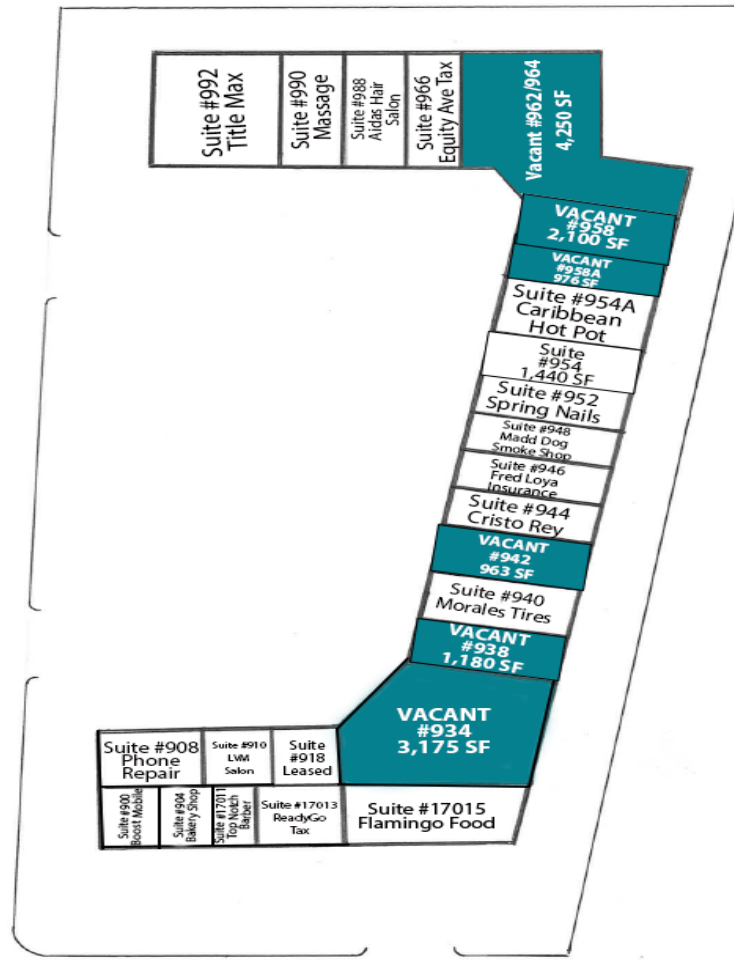 Suite #992
Title Max
Suite #990
Massage
Suite #988
Aidas Hair
Salon
Suite #966
Equity Ave Tax
Vacant #962/964
4,250 SF
VACANT
#958
2,100 SF
VACANT
#958A
976 SF
Suite #954A
Caribbean
Hot Pot
Suite
#954
1,440 SF
Suite #952
Spring Nails
Suite #948
Madd Dog
Smoke Shop
Suite #946
Fred Loya
Insurance
Suite #944
Cristo Rey
VACANT
#942
963 SF
Suite #940
Morales Tires
VACANT
#938
1,180 SF
VACANT
#934
3,175 SF
Suite #908
Phone
Repair
Suite #910
LVM
Salon
Suite
#918
Leased
Suite #900
Boost Mobile
Suite #904
Bakery Shop
Suite #17011
Top Notch
Barber
Suite #17013
ReadyGo
Tax
Suite #17015
Flamingo Food